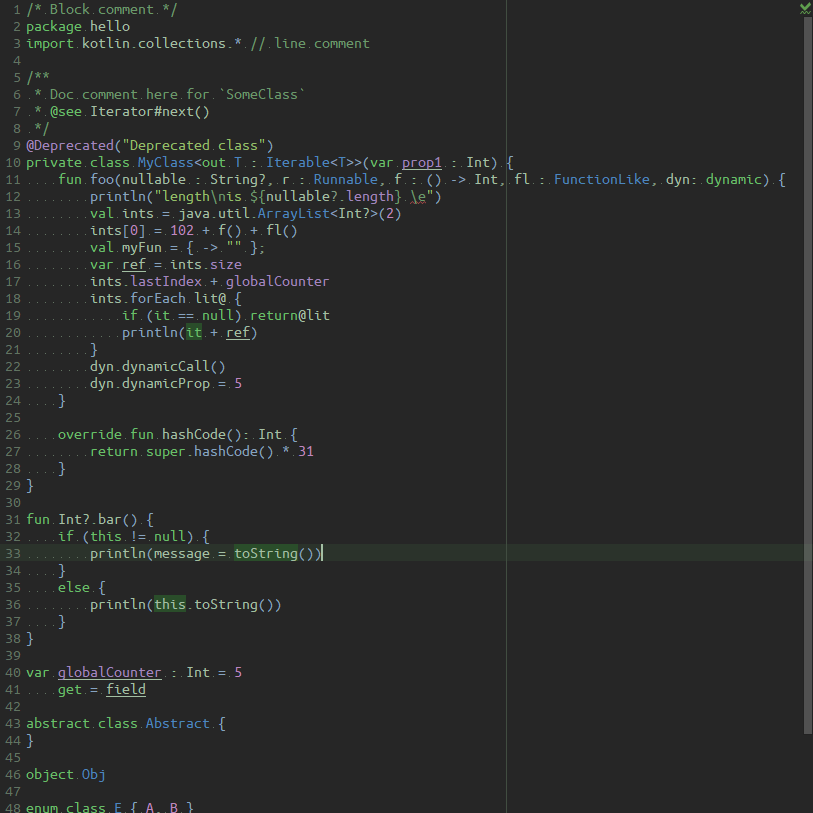 1 /* Block comment */
2 package hello
3 import kotlin.collections.* // line comment
4
5 /**
6  * Doc comment here for `SomeClass`
7  * @see Iterator#next()
8  */
9 @Deprecated("Deprecated class")
10 private class MyClass<out T : Iterable<T>>(var prop1 : Int) {
11     fun foo(nullable : String?, r : Runnable, f : () -> Int, fl : FunctionLike, dyn: dynamic) {
12         println("length\nis ${nullable?.length} \e")
13         val ints = java.util.ArrayList<Int?>(2)
14         ints[0] = 102 + f() + fl()
15         val myFun = { -> "" };
16         var ref = ints.size
17         ints.lastIndex + globalCounter
18         ints.forEach lit@ {
19             if (it == null) return@lit
20             println(it + ref)
21         }
22         dyn.dynamicCall()
23         dyn.dynamicProp = 5
24     }
25
26     override fun hashCode(): Int {
27         return super.hashCode() * 31
28     }
29 }
30
31 fun Int?.bar() {
32     if (this != null) {
33         println(message = toString())
34     }
35     else {
36         println(this.toString())
37     }
38 }
39
40 var globalCounter : Int = 5
41     get = field
42
43 abstract class Abstract {
44 }
45
46 object Obj
47
48 enum class E { A, B }